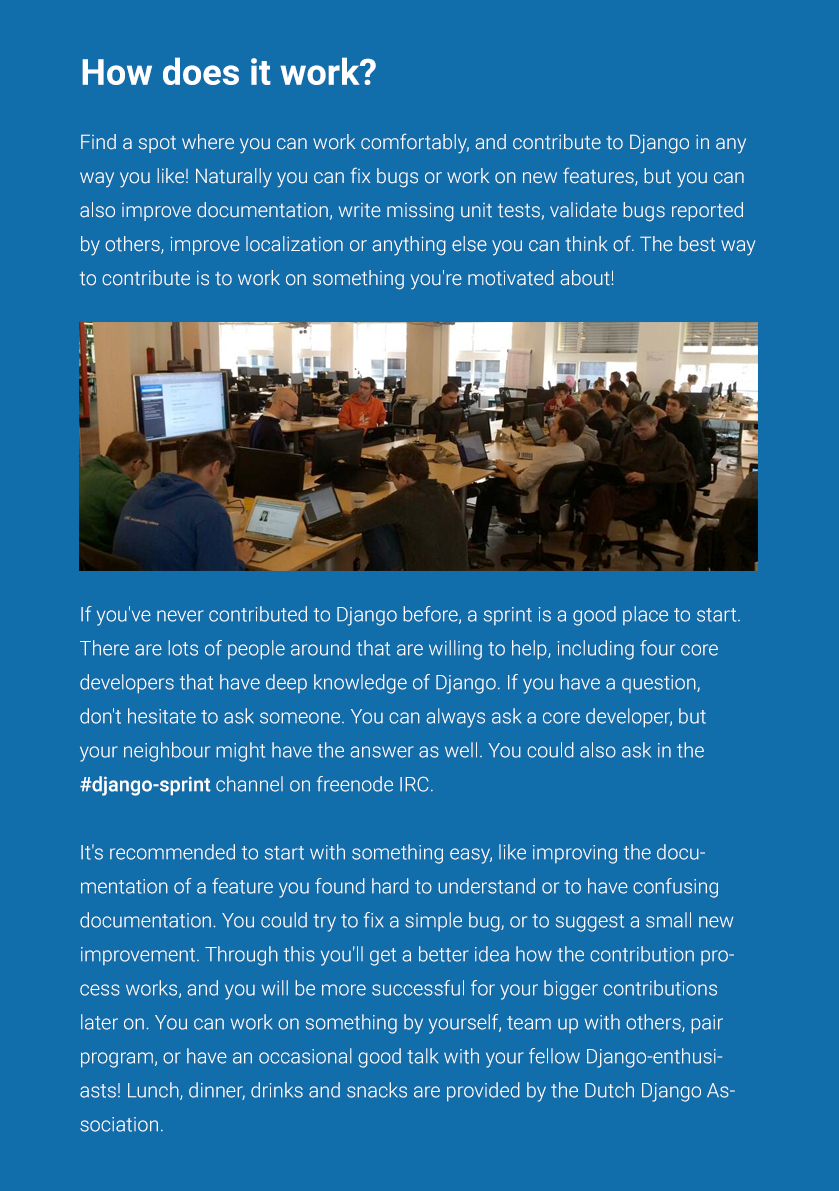 How does it work?
Find a spot where you can work comfortably, and contribute to Django in any
way you like! Naturally you can fix bugs or work on new features, but you can
also improve documentation, write missing unit tests, validate bugs reported
by others, improve localization or anything else you can think of. The best way
to contribute is to work on something you're motivated about!
If you've never contributed to Django before, a sprint is a good place to start.
There are lots of people around that are willing to help, including four core
developers that have deep knowledge of Django. If you have a question,
don't hesitate to ask someone. You can always ask a core developer, but
your neighbour might have the answer as well. You could also ask in the
#django-sprint channel on freenode IRC.
It's recommended to start with something easy, like improving the docu-
mentation of a feature you found hard to understand or to have confusing
documentation. You could try to fix a simple bug, or to suggest a small new
improvement. Through this you'll get a better idea how the contribution pro-
cess works, and you will be more successful for your bigger contributions
later on. You can work on something by yourself, team up with others, pair
program, or have an occasional good talk with your fellow Django-enthusi-
asts! Lunch, dinner, drinks and snacks are provided by the Dutch Django As-
sociation.